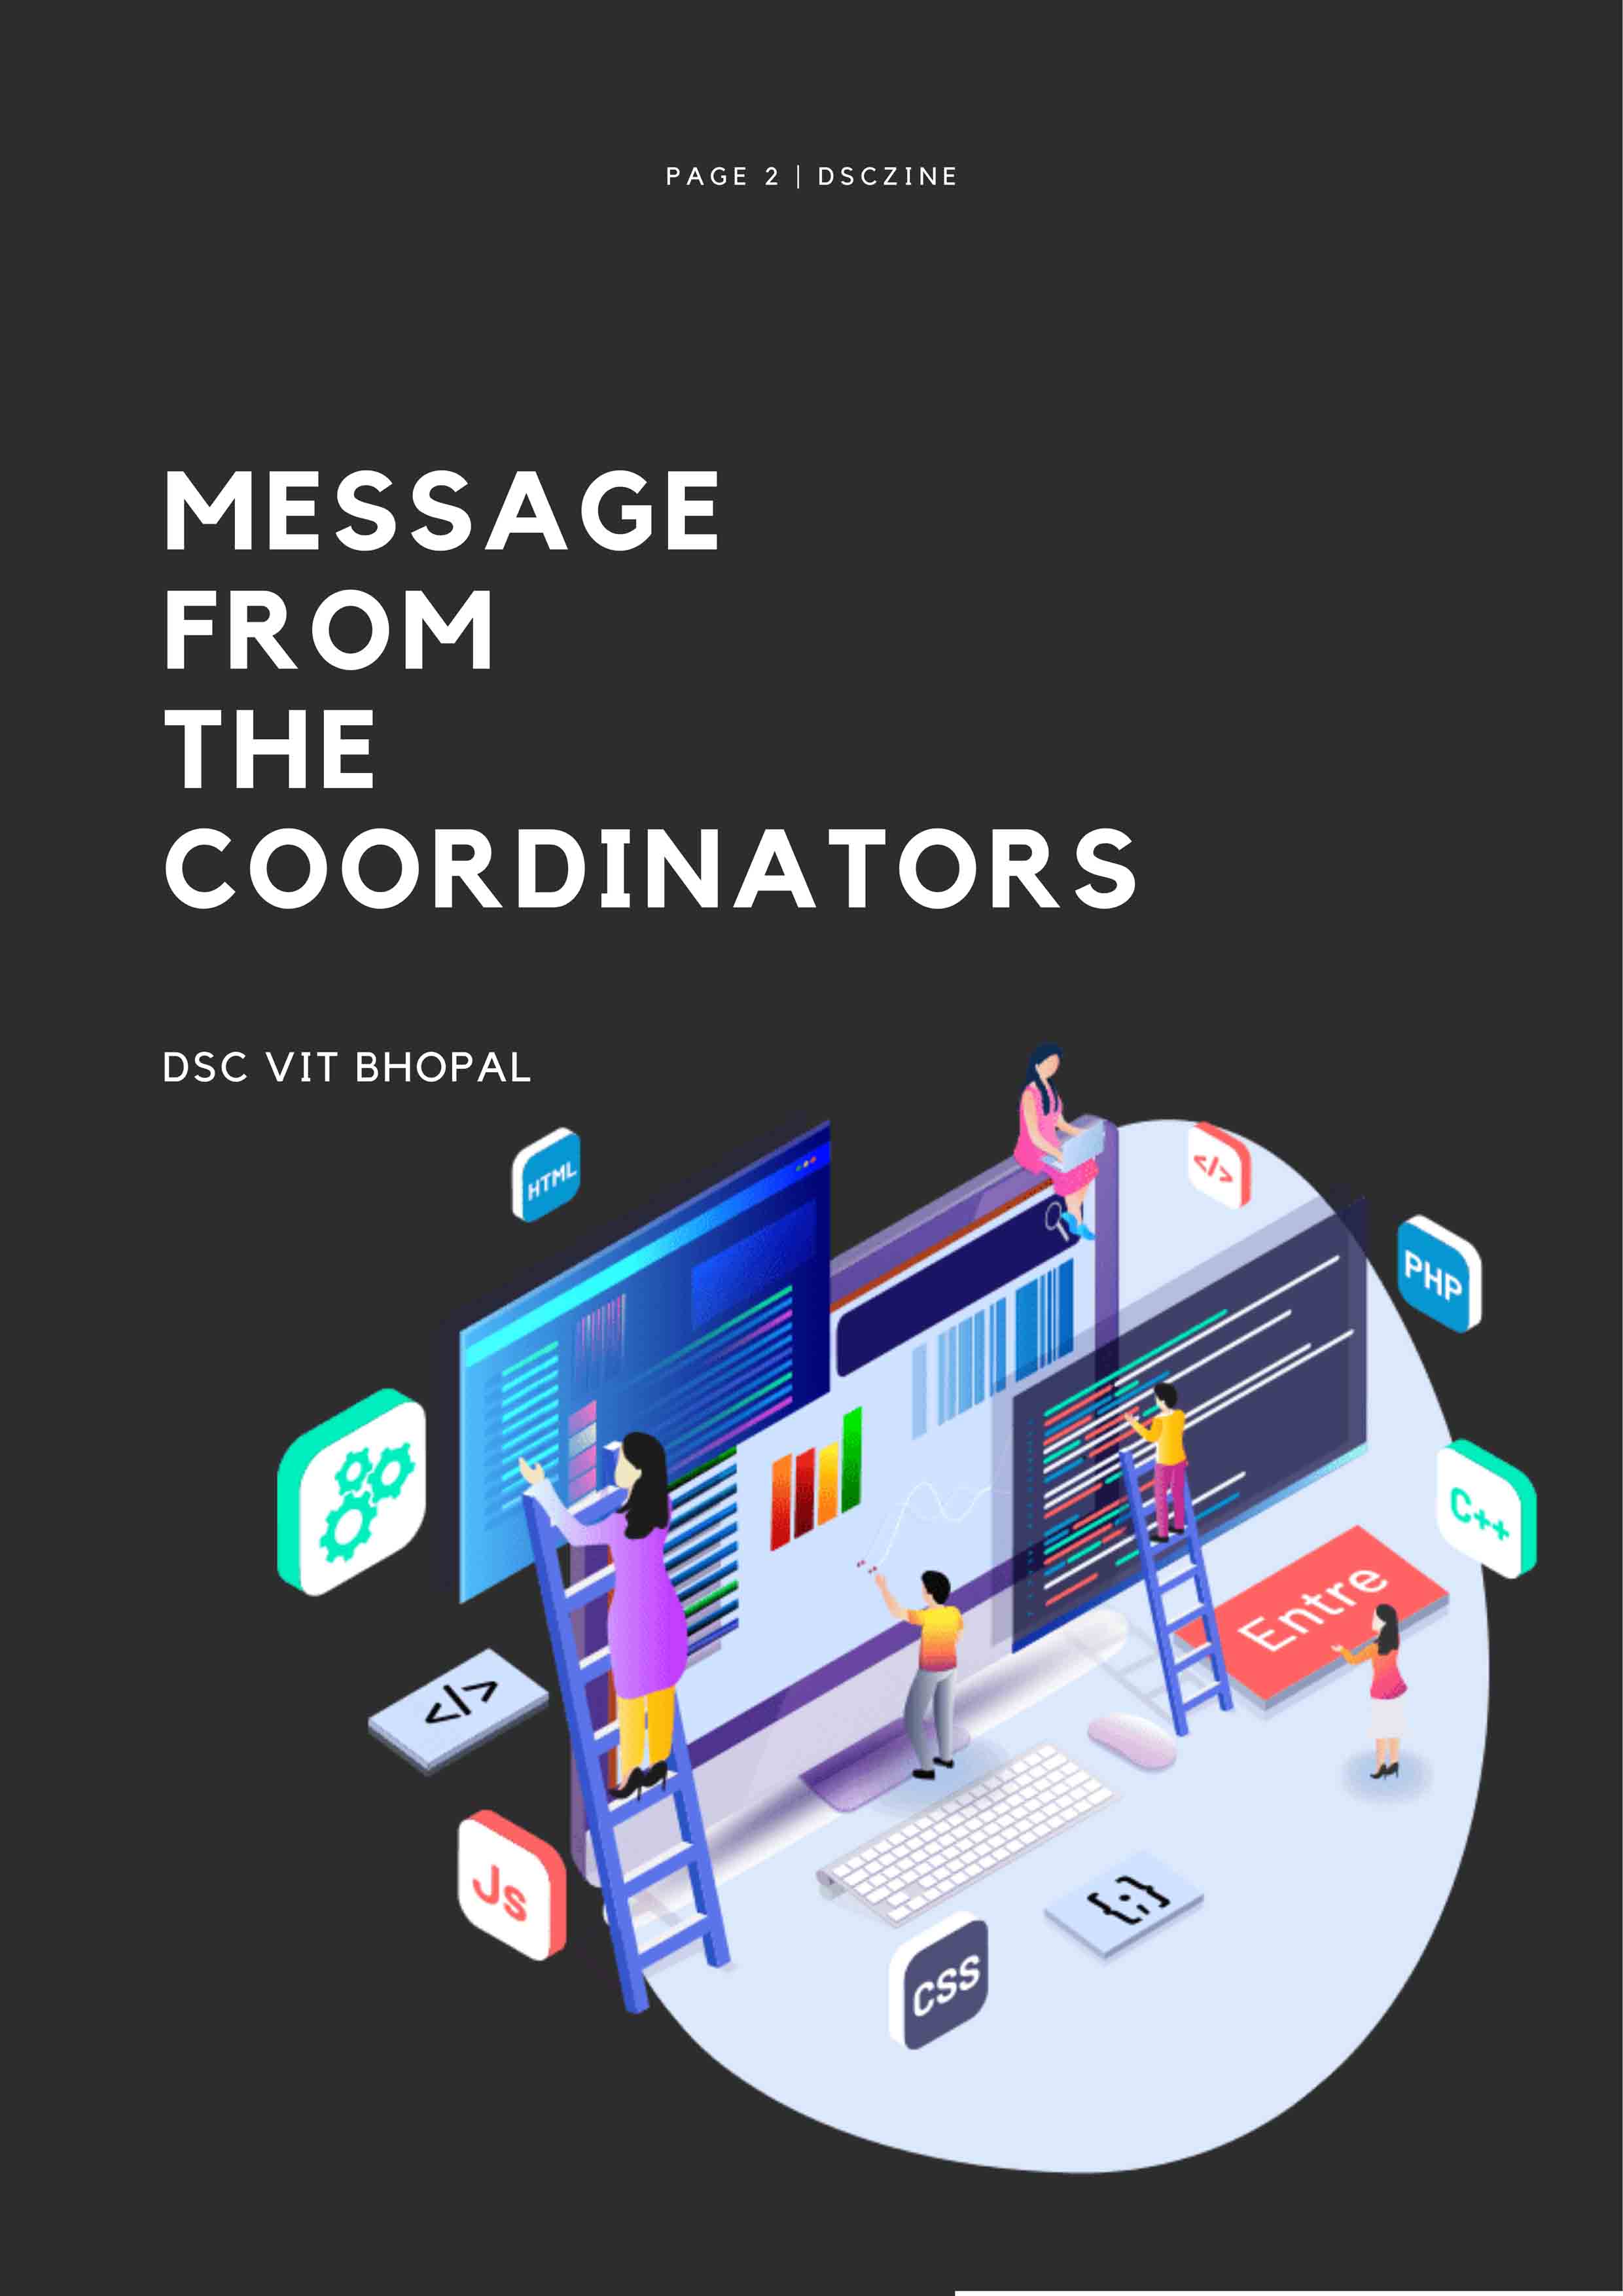 PAGE 2 | DSCZINE
MESSAGE
FROM
THE
COORDINATORS
DSC VIT BHOPAL
HTML
</>
PHP
C++
Entre
</>
Js
{;}
CSS